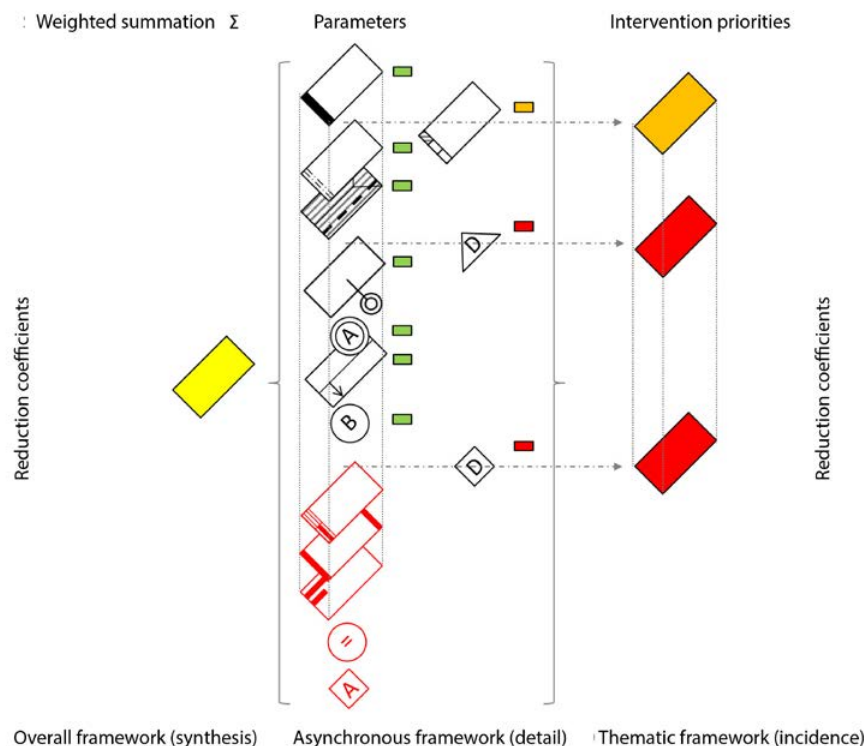 : Weighted summation Σ
Parameters
Intervention priorities
D
A
B
D
=
A
Reduction coefficients
Reduction coefficients
Overall framework (synthesis)
Asynchronous framework (detail)
Thematic framework (incidence)